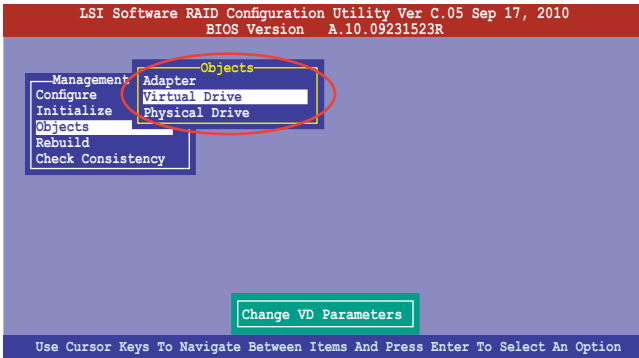 LSI Software RAID Configuration Utility Ver C.05 Sep 17, 2010
BIOS Version A.10.09231523R
Management
Configure
Initialize
Objects
Rebuild
Check Consistency
Objects
Adapter
Virtual Drive
Physical Drive
Change VD Parameters
Use Cursor Keys To Navigate Between Items And Press Enter To Select An Option